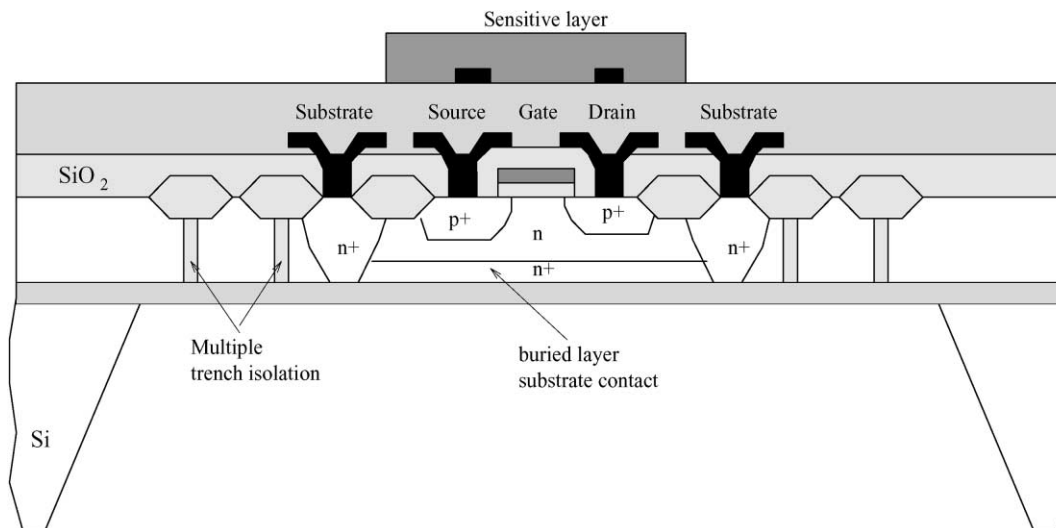 Sensitive layer
Substrate Source Gate Drain Substrate
SiO2
p+ p+
n+ n n+
n+
Multiple
trench isolation
buried layer
substrate contact
Si